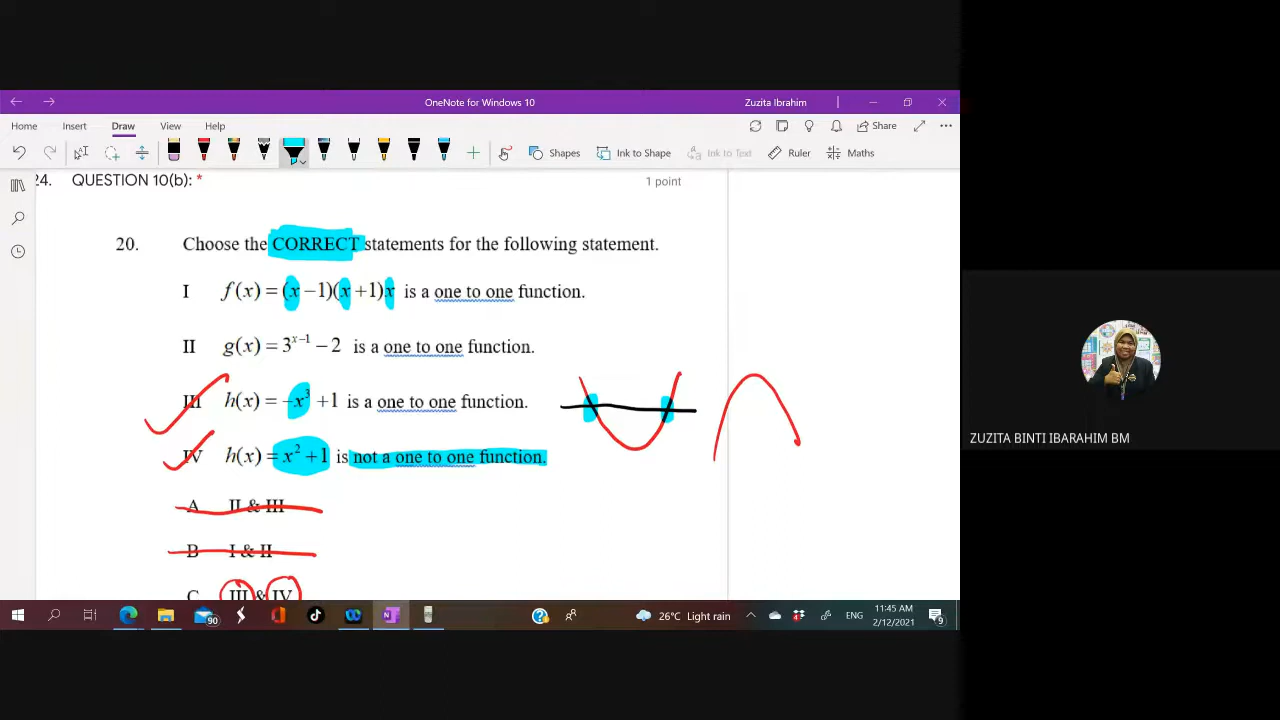 OneNote for Windows 10
Zuzita Ibrahim
Home Insert Draw View Help
Share
Shapes Ink to Shape Ink to Text Ruler Maths
24. QUESTION 10(b): *
1 point
20. Choose the CORRECT statements for the following statement.
I f(x) = (x −1)(x +1)x is a one to one function.
II g(x) = 3^{x−1} − 2 is a one to one function.
III h(x) = −x³ +1 is a one to one function.
IV h(x) = x² +1 is not a one to one function.
A II & III
B I & II
C III & IV
ZUZITA BINTI IBARAHIM BM
90
26°C Light rain
ENG
11:45 AM
2/12/2021
9